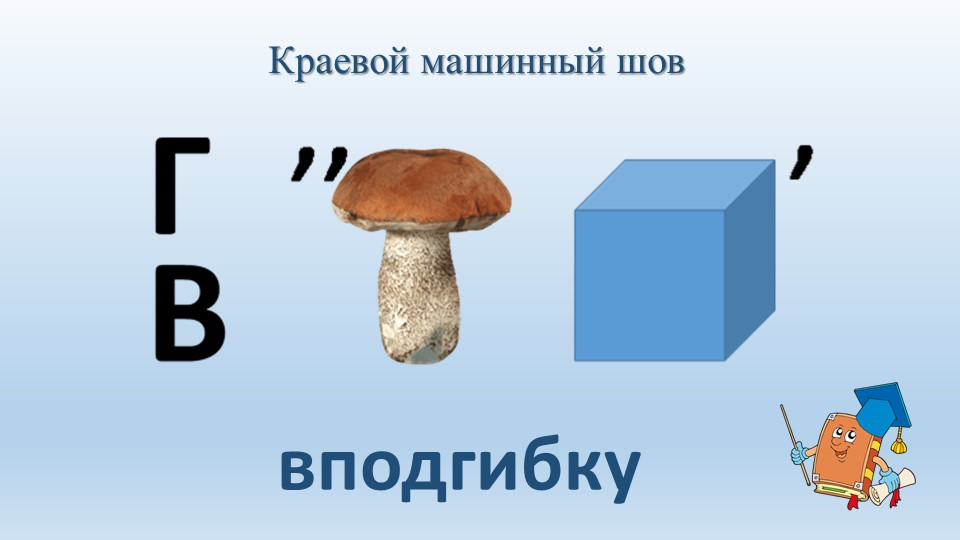 Краевой машинный шов
Г ,, ,
В
вподгибку